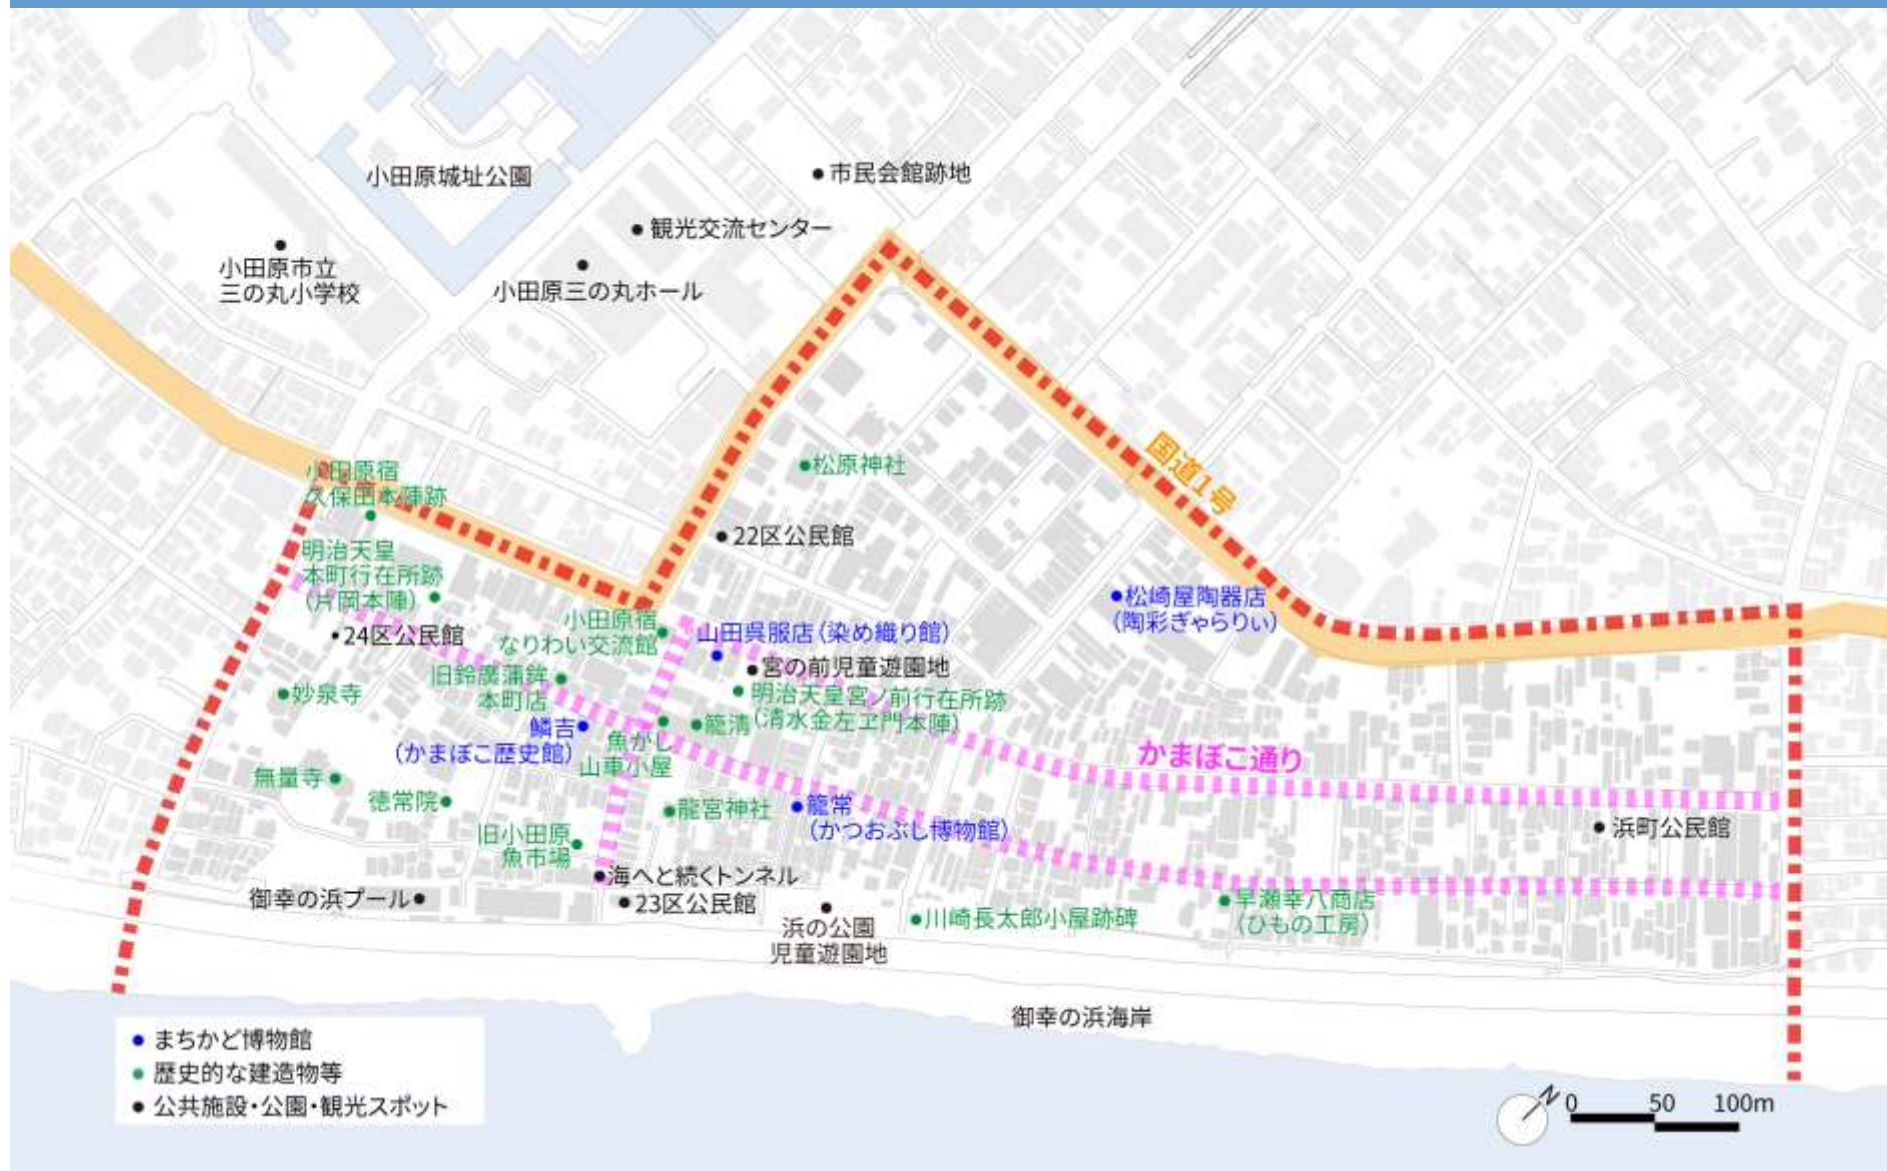 小田原城址公園
市民会館跡地
観光交流センター
小田原市立
三の丸小学校
小田原三の丸ホール
国道1号
小田原宿
久保田本陣跡
松原神社
22区公民館
明治天皇
本町行在所跡
(片岡本陣)
24区公民館
小田原宿
なりわい交流館
山田呉服店(染め織り館)
松崎屋陶器店
(陶彩ぎゃらりぃ)
宮の前児童遊園地
旧鈴廣蒲鉾
本町店
妙泉寺
明治天皇宮ノ前行在所跡
(清水金左ヱ門本陣)
籠清
鱗吉
(かまぼこ歴史館)
魚がし
山車小屋
かまぼこ通り
無量寺
徳常院
龍宮神社
籠常
(かつおぶし博物館)
浜町公民館
旧小田原
魚市場
海へと続くトンネル
御幸の浜プール
23区公民館
浜の公園
児童遊園地
川崎長太郎小屋跡碑
早瀬幸八商店
(ひもの工房)
御幸の浜海岸
まちかど博物館
歴史的な建造物等
公共施設・公園・観光スポット
N
0 50 100m